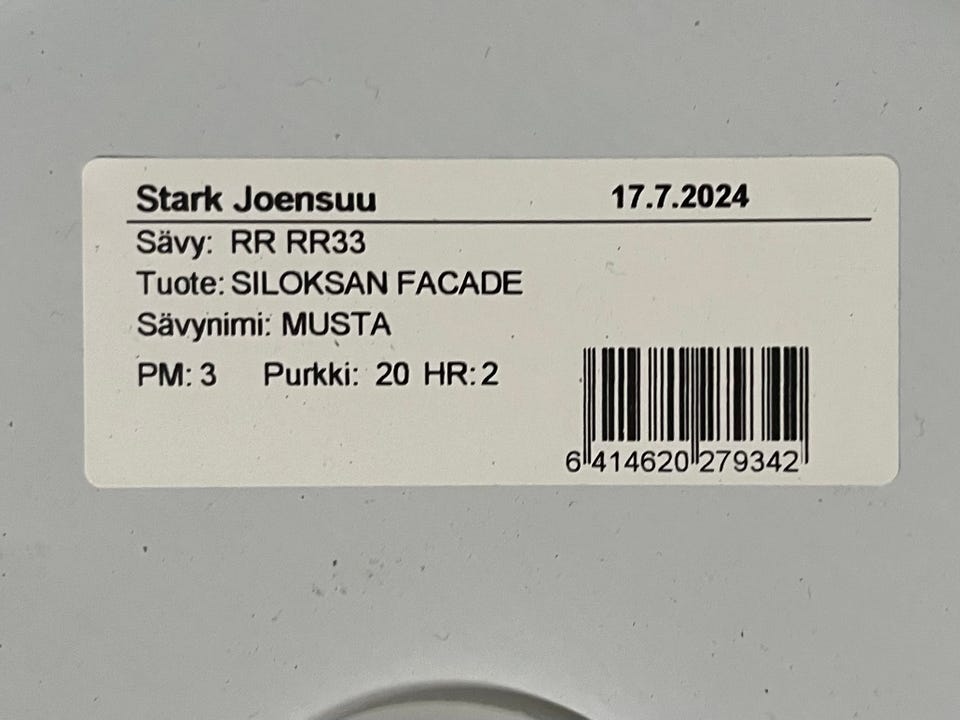 Stark Joensuu 17.7.2024
Sävy: RR RR33
Tuote: SILOKSAN FACADE
Sävynimi: MUSTA
PM: 3 Purkki: 20 HR: 2
6 414620 279342